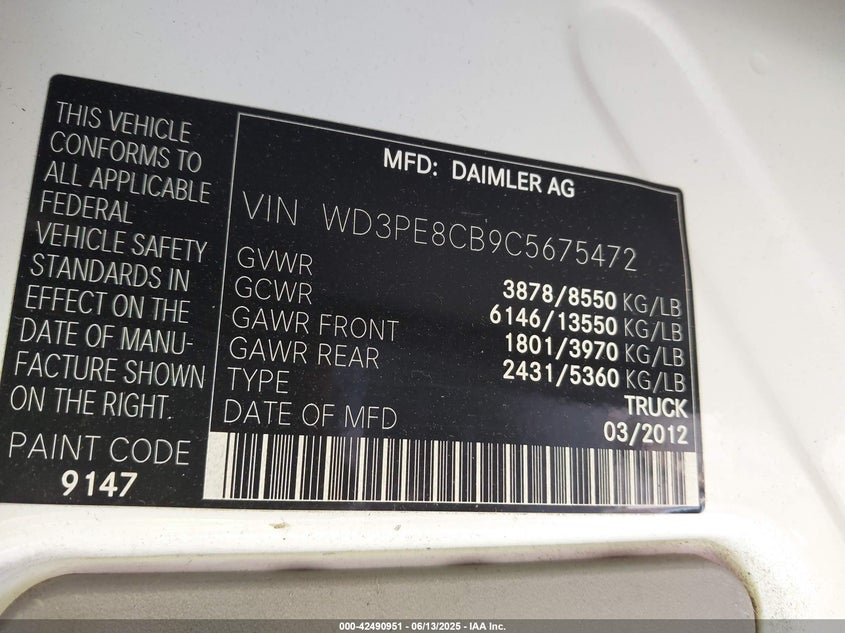 THIS VEHICLE
CONFORMS TO
ALL APPLICABLE
FEDERAL
VEHICLE SAFETY
STANDARDS IN
EFFECT ON THE
DATE OF MANU-
FACTURE SHOWN
ON THE RIGHT.
PAINT CODE
9147
MFD: DAIMLER AG
VIN WD3PE8CB9C5675472
GVWR 3878/8550 KG/LB
GCWR 6146/13550 KG/LB
GAWR FRONT 1801/3970 KG/LB
GAWR REAR 2431/5360 KG/LB
TYPE TRUCK
DATE OF MFD 03/2012
000-42490951 - 06/13/2025 - IAA Inc.